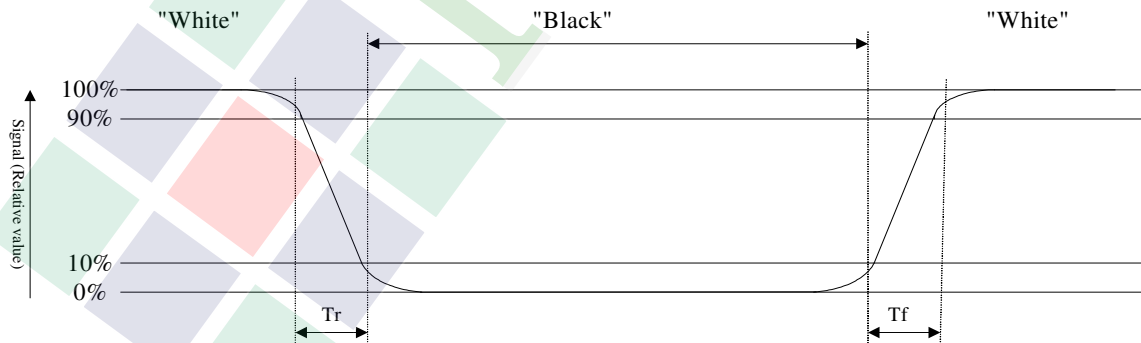 "White" "Black" "White"
100%
90%
Signal (Relative value)
10%
0%
Tr Tf